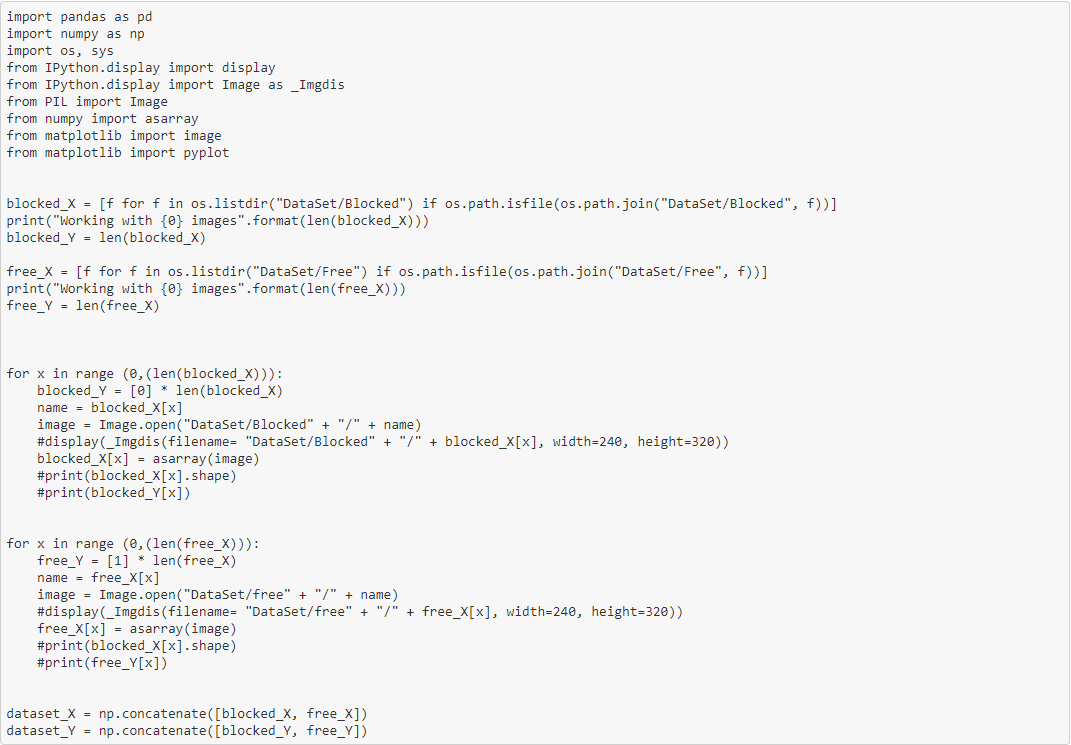 import pandas as pd
import numpy as np
import os, sys
from IPython.display import display
from IPython.display import Image as _Imgdis
from PIL import Image
from numpy import asarray
from matplotlib import image
from matplotlib import pyplot
blocked_X = [f for f in os.listdir("DataSet/Blocked") if os.path.isfile(os.path.join("DataSet/Blocked", f))]
print("Working with {0} images".format(len(blocked_X)))
blocked_Y = len(blocked_X)
free_X = [f for f in os.listdir("DataSet/Free") if os.path.isfile(os.path.join("DataSet/Free", f))]
print("Working with {0} images".format(len(free_X)))
free_Y = len(free_X)
for x in range (0,(len(blocked_X))):
    blocked_Y = [0] * len(blocked_X)
    name = blocked_X[x]
    image = Image.open("DataSet/Blocked" + "/" + name)
    #display(_Imgdis(filename= "DataSet/Blocked" + "/" + blocked_X[x], width=240, height=320))
    blocked_X[x] = asarray(image)
    #print(blocked_X[x].shape)
    #print(blocked_Y[x])
for x in range (0,(len(free_X))):
    free_Y = [1] * len(free_X)
    name = free_X[x]
    image = Image.open("DataSet/free" + "/" + name)
    #display(_Imgdis(filename= "DataSet/free" + "/" + free_X[x], width=240, height=320))
    free_X[x] = asarray(image)
    #print(blocked_X[x].shape)
    #print(free_Y[x])
dataset_X = np.concatenate([blocked_X, free_X])
dataset_Y = np.concatenate([blocked_Y, free_Y])